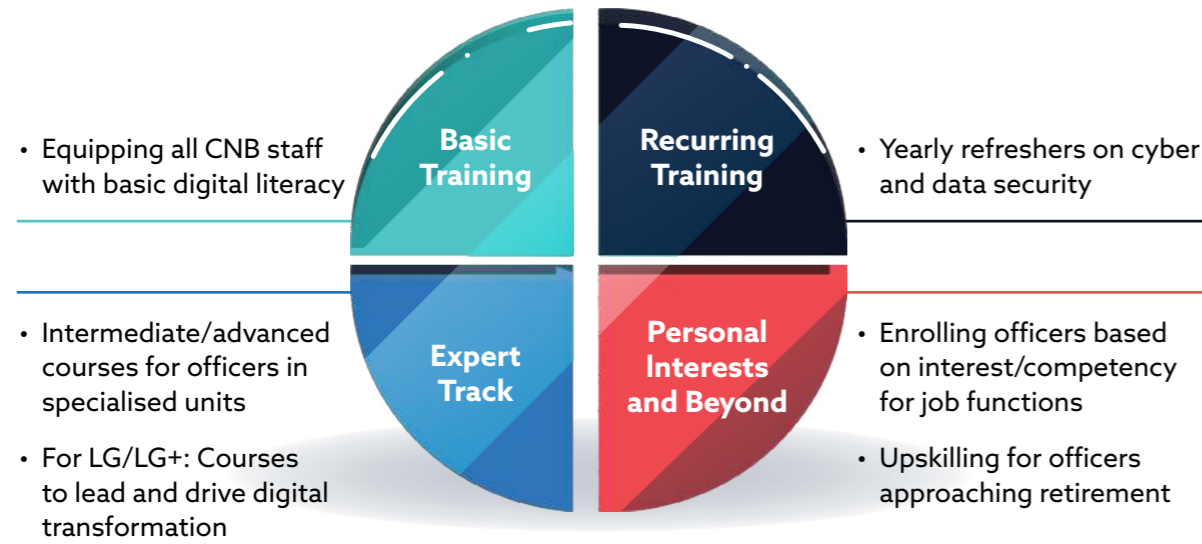 Basic
Training
• Equipping all CNB staff
with basic digital literacy
Recurring
Training
• Yearly refreshers on cyber
and data security
Expert
Track
• Intermediate/advanced
courses for officers in
specialised units
• For LG/LG+: Courses
to lead and drive digital
transformation
Personal
Interests
and Beyond
• Enrolling officers based
on interest/competency
for job functions
• Upskilling for officers
approaching retirement